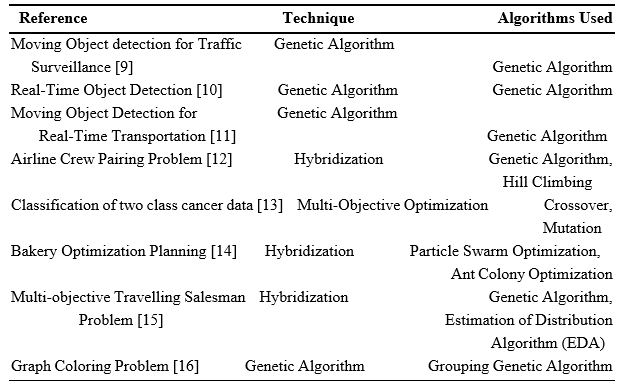 Reference Technique Algorithms Used
Moving Object detection for Traffic Genetic Algorithm
Surveillance [9] Genetic Algorithm
Real-Time Object Detection [10] Genetic Algorithm Genetic Algorithm
Moving Object Detection for Genetic Algorithm
Real-Time Transportation [11] Genetic Algorithm
Airline Crew Pairing Problem [12] Hybridization Genetic Algorithm,
Hill Climbing
Classification of two class cancer data [13] Multi-Objective Optimization Crossover,
Mutation
Bakery Optimization Planning [14] Hybridization Particle Swarm Optimization,
Ant Colony Optimization
Multi-objective Travelling Salesman Hybridization Genetic Algorithm,
Problem [15] Estimation of Distribution
Algorithm (EDA)
Graph Coloring Problem [16] Genetic Algorithm Grouping Genetic Algorithm